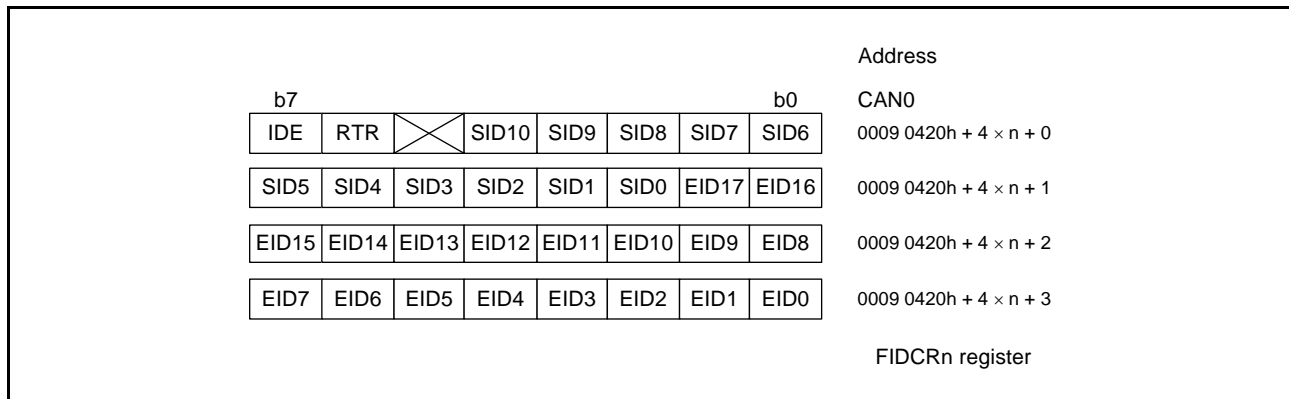 Address
b7 b0 CAN0
IDE RTR SID10 SID9 SID8 SID7 SID6 0009 0420h + 4 × n + 0
SID5 SID4 SID3 SID2 SID1 SID0 EID17 EID16 0009 0420h + 4 × n + 1
EID15 EID14 EID13 EID12 EID11 EID10 EID9 EID8 0009 0420h + 4 × n + 2
EID7 EID6 EID5 EID4 EID3 EID2 EID1 EID0 0009 0420h + 4 × n + 3
FIDCRn register